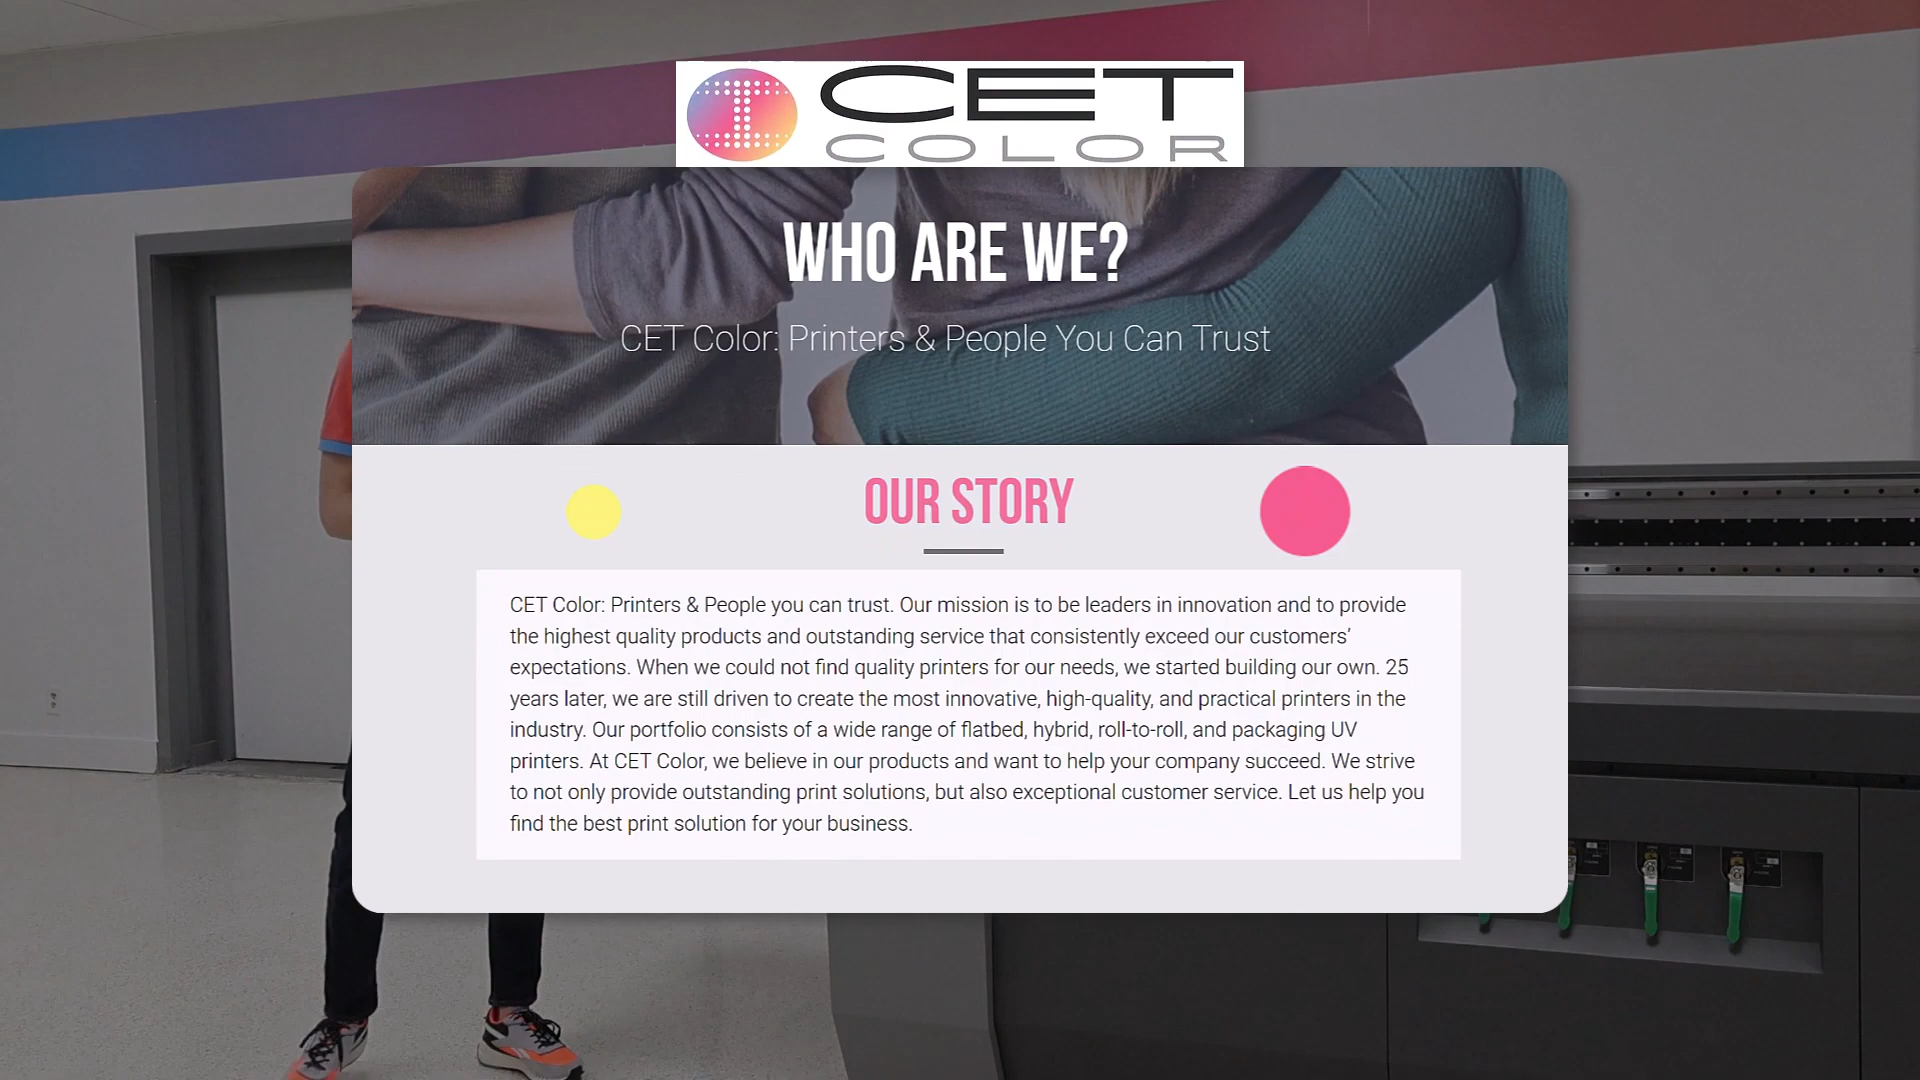 CET
COLOR
WHO ARE WE?
CET Color: Printers & People You Can Trust
OUR STORY
CET Color: Printers & People you can trust. Our mission is to be leaders in innovation and to provide
the highest quality products and outstanding service that consistently exceed our customers’
expectations. When we could not find quality printers for our needs, we started building our own. 25
years later, we are still driven to create the most innovative, high-quality, and practical printers in the
industry. Our portfolio consists of a wide range of flatbed, hybrid, roll-to-roll, and packaging UV
printers. At CET Color, we believe in our products and want to help your company succeed. We strive
to not only provide outstanding print solutions, but also exceptional customer service. Let us help you
find the best print solution for your business.